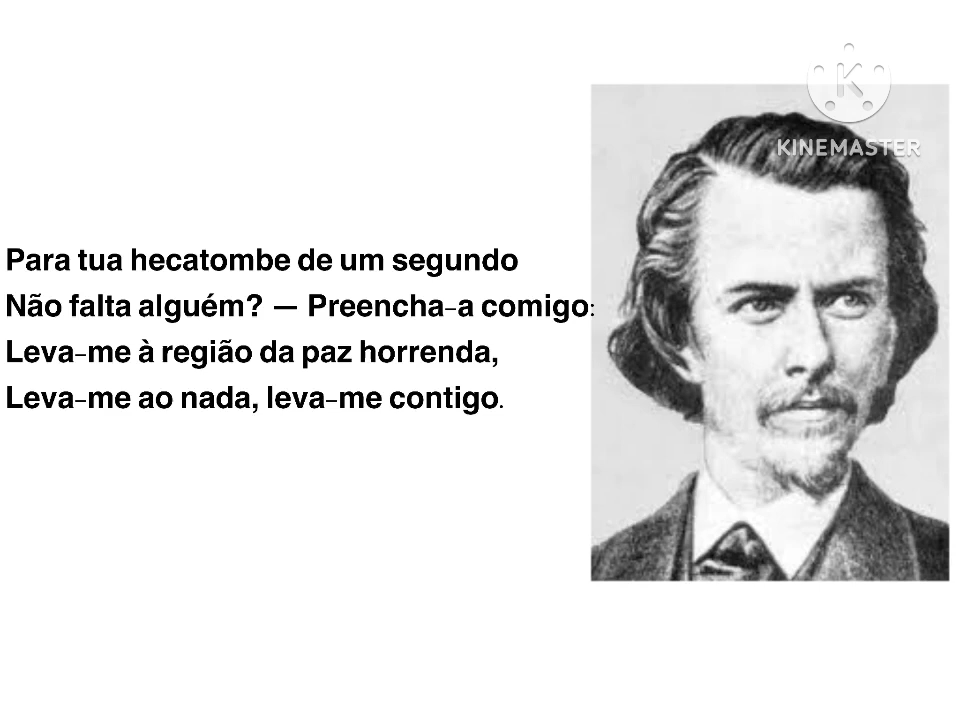 Para tua hecatombe de um segundo
Não falta alguém? — Preencha-a comigo:
Leva-me à região da paz horrenda,
Leva-me ao nada, leva-me contigo.
K
KINEMASTER